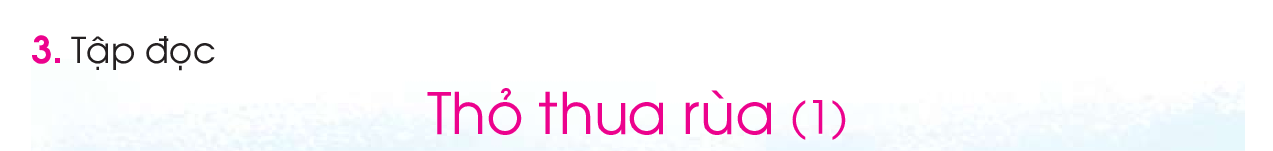 3. Tập đọc
Thỏ thua rùa (1)